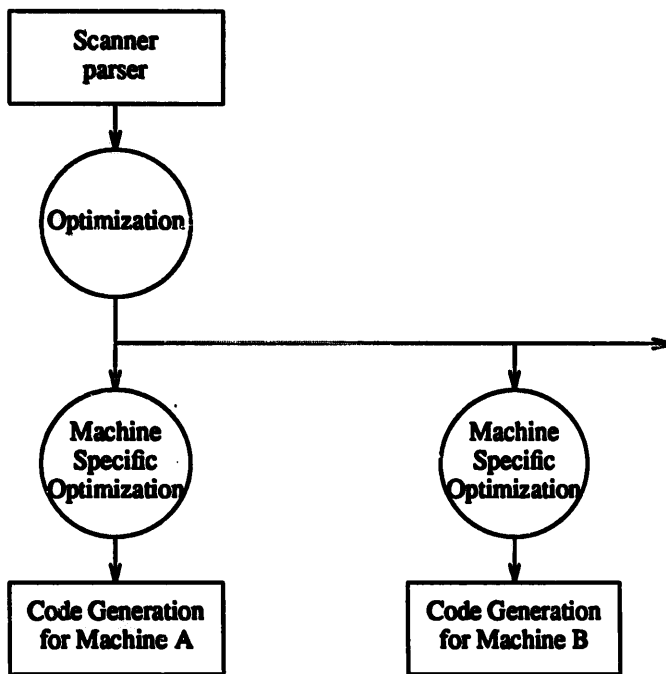 Scanner
parser
Optimization
Machine
Specific
Optimization
Machine
Specific
Optimization
Code Generation
for Machine A
Code Generation
for Machine B